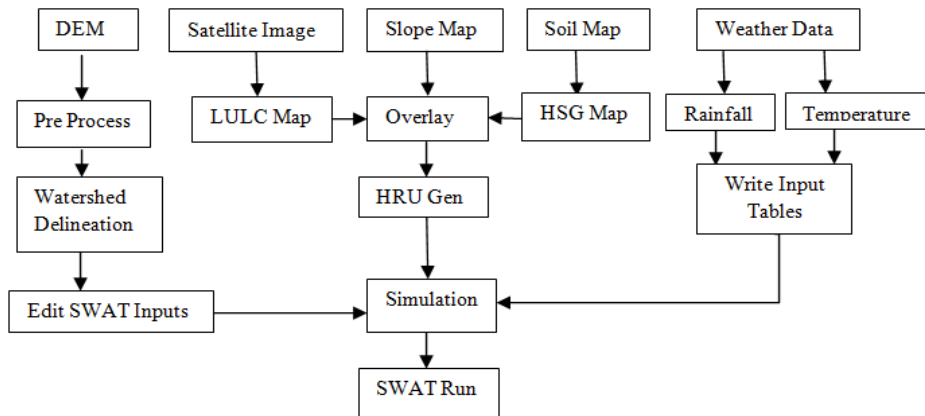 DEM
Satellite Image
Slope Map
Soil Map
Weather Data
Pre Process
LULC Map
Overlay
HSG Map
Rainfall
Temperature
Watershed
Delineation
HRU Gen
Write Input
Tables
Edit SWAT Inputs
Simulation
SWAT Run